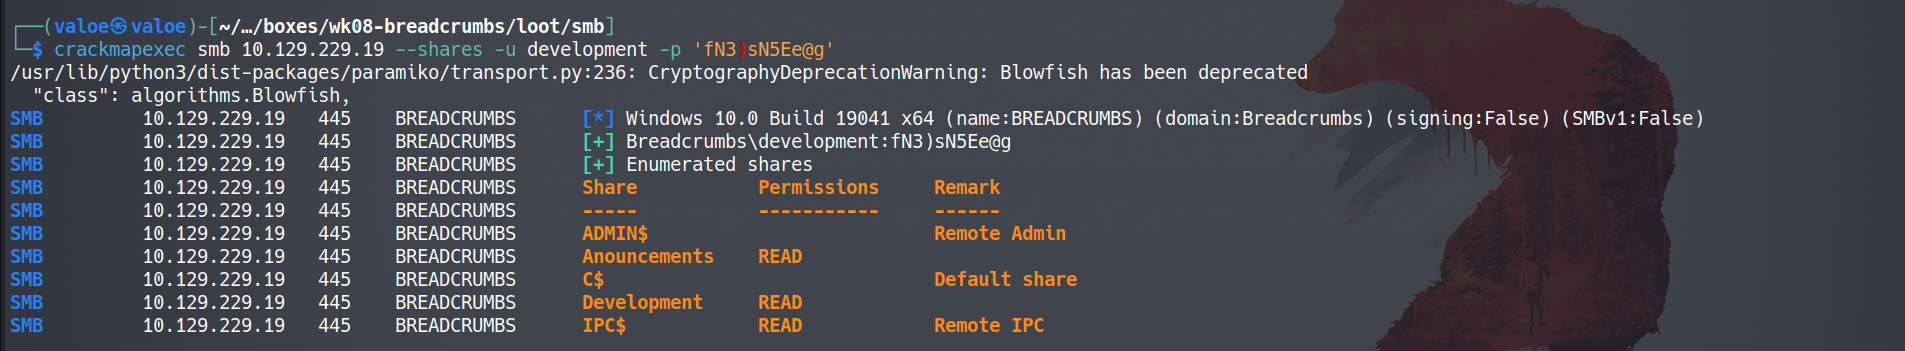 ┌──(valoe㉿valoe)-[~/…/boxes/wk08-breadcrumbs/loot/smb]
└─$ crackmapexec smb 10.129.229.19 --shares -u development -p 'fN3)sN5Ee@g'
/usr/lib/python3/dist-packages/paramiko/transport.py:236: CryptographyDeprecationWarning: Blowfish has been deprecated
"class": algorithms.Blowfish,
SMB 10.129.229.19 445 BREADCRUMBS [*] Windows 10.0 Build 19041 x64 (name:BREADCRUMBS) (domain:Breadcrumbs) (signing:False) (SMBv1:False)
SMB 10.129.229.19 445 BREADCRUMBS [+] Breadcrumbs\development:fN3)sN5Ee@g
SMB 10.129.229.19 445 BREADCRUMBS [+] Enumerated shares
SMB 10.129.229.19 445 BREADCRUMBS Share Permissions Remark
SMB 10.129.229.19 445 BREADCRUMBS ----- ----------- ------
SMB 10.129.229.19 445 BREADCRUMBS ADMIN$ Remote Admin
SMB 10.129.229.19 445 BREADCRUMBS Anouncements READ
SMB 10.129.229.19 445 BREADCRUMBS C$ Default share
SMB 10.129.229.19 445 BREADCRUMBS Development READ
SMB 10.129.229.19 445 BREADCRUMBS IPC$ READ Remote IPC